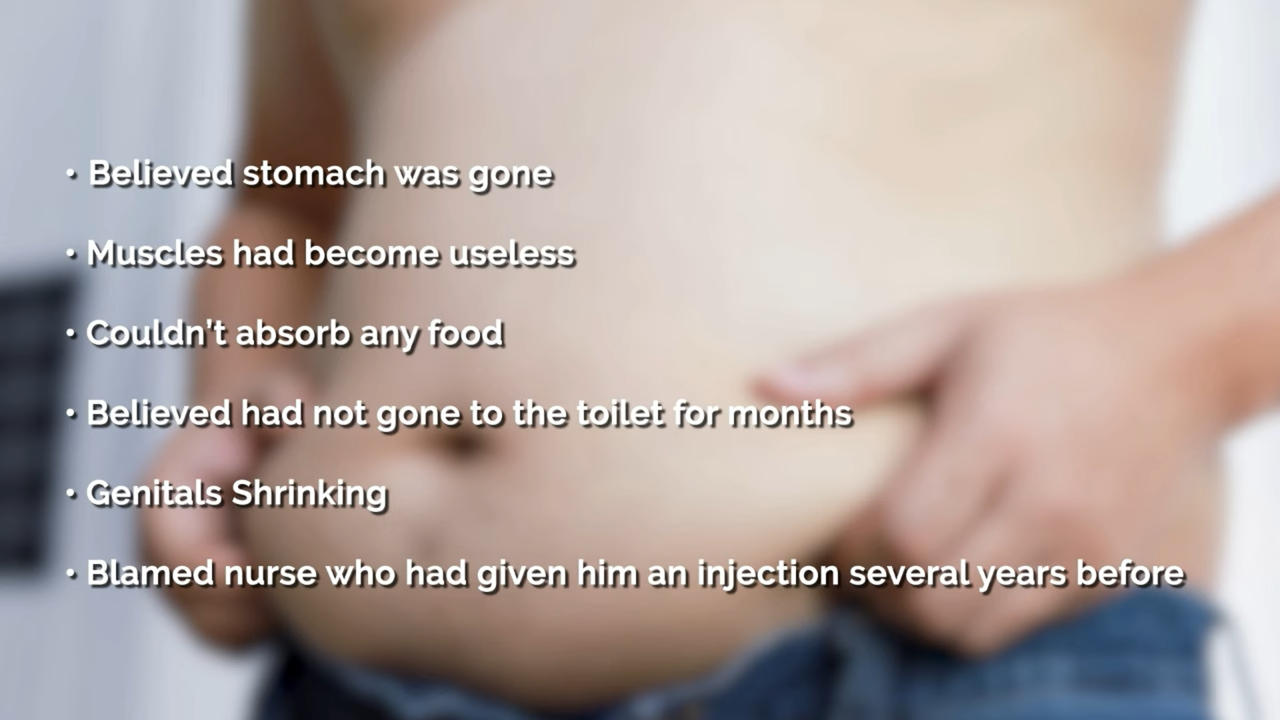 • Believed stomach was gone
• Muscles had become useless
• Couldn't absorb any food
• Believed had not gone to the toilet for months
• Genitals Shrinking
• Blamed nurse who had given him an injection several years before